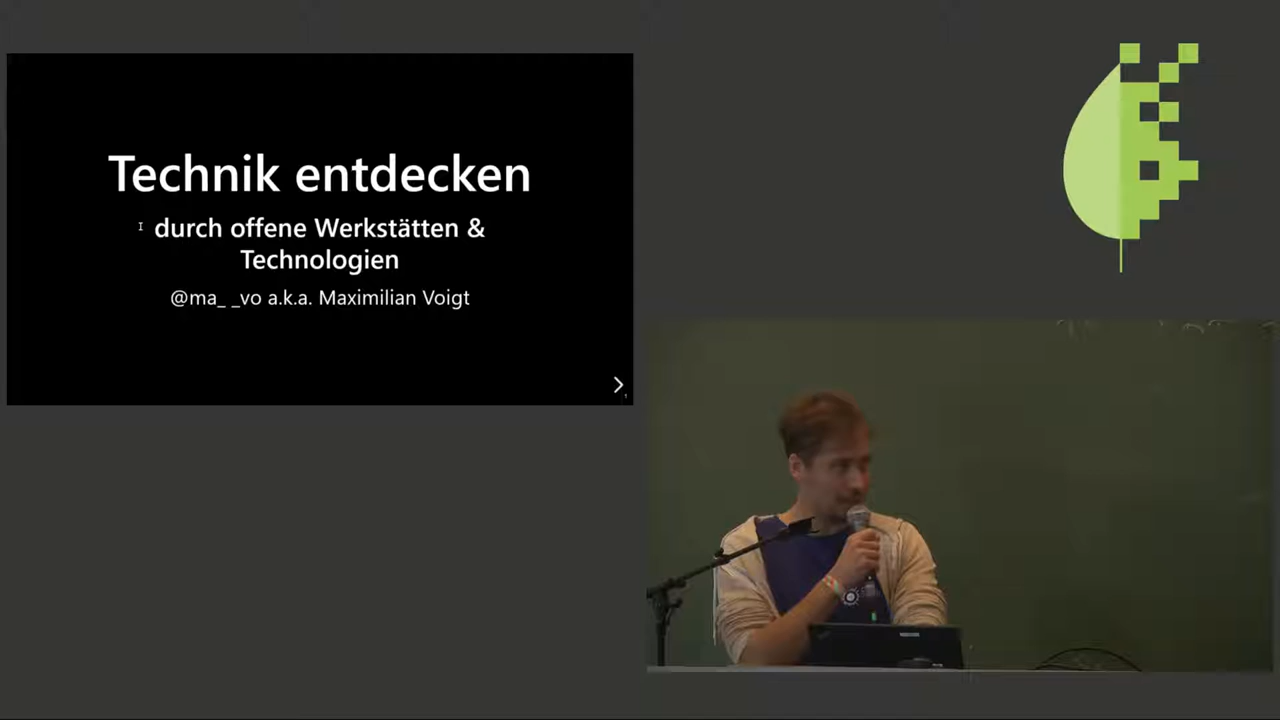 Technik entdecken
durch offene Werkstätten &
Technologien
@ma_ _vo a.k.a. Maximilian Voigt